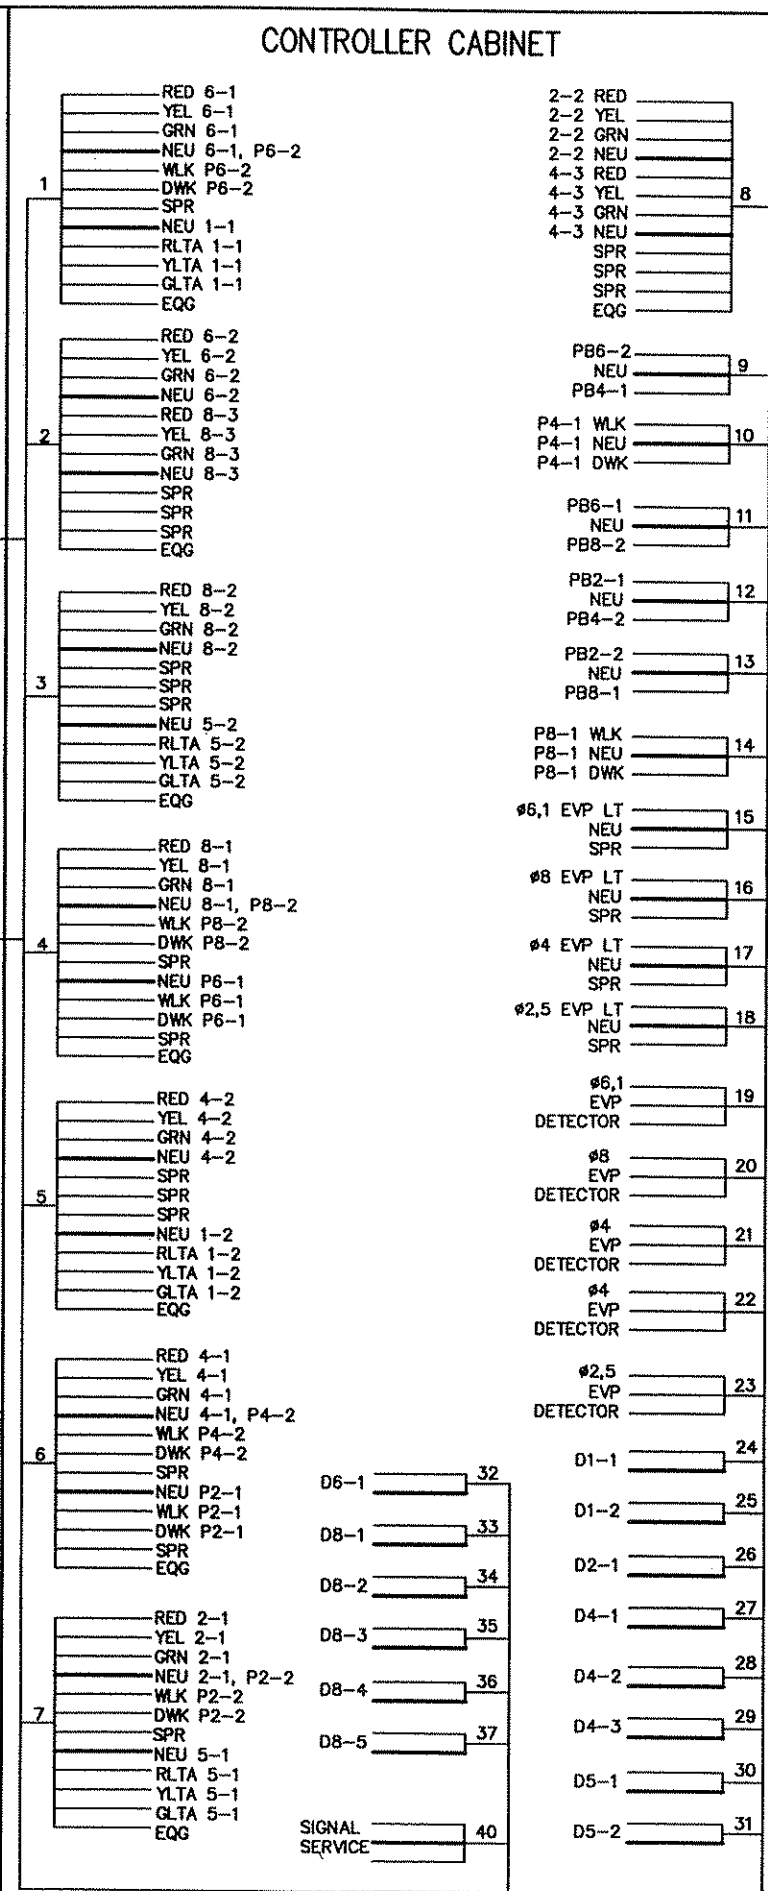 CONTROLLER CABINET
1
RED 6-1
YEL 6-1
GRN 6-1
NEU 6-1, P6-2
WLK P6-2
DWK P6-2
SPR
NEU 1-1
RLTA 1-1
YLTA 1-1
GLTA 1-1
EQG
2
RED 6-2
YEL 6-2
GRN 6-2
NEU 6-2
RED 8-3
YEL 8-3
GRN 8-3
NEU 8-3
SPR
SPR
SPR
EQG
3
RED 8-2
YEL 8-2
GRN 8-2
NEU 8-2
SPR
SPR
SPR
NEU 5-2
RLTA 5-2
YLTA 5-2
GLTA 5-2
EQG
4
RED 8-1
YEL 8-1
GRN 8-1
NEU 8-1, P8-2
WLK P8-2
DWK P8-2
SPR
NEU P6-1
WLK P6-1
DWK P6-1
SPR
EQG
5
RED 4-2
YEL 4-2
GRN 4-2
NEU 4-2
SPR
SPR
SPR
NEU 1-2
RLTA 1-2
YLTA 1-2
GLTA 1-2
EQG
6
RED 4-1
YEL 4-1
GRN 4-1
NEU 4-1, P4-2
WLK P4-2
DWK P4-2
SPR
NEU P2-1
WLK P2-1
DWK P2-1
SPR
EQG
7
RED 2-1
YEL 2-1
GRN 2-1
NEU 2-1, P2-2
WLK P2-2
DWK P2-2
SPR
NEU 5-1
RLTA 5-1
YLTA 5-1
GLTA 5-1
EQG
D6-1 32
D8-1 33
D8-2 34
D8-3 35
D8-4 36
D8-5 37
SIGNAL
SERVICE 40
2-2 RED
2-2 YEL
2-2 GRN
2-2 NEU
4-3 RED
4-3 YEL
4-3 GRN
4-3 NEU
SPR
SPR
SPR
EQG
8
PB6-2
NEU 9
PB4-1
P4-1 WLK
P4-1 NEU 10
P4-1 DWK
PB6-1
NEU 11
PB8-2
PB2-1
NEU 12
PB4-2
PB2-2
NEU 13
PB8-1
P8-1 WLK
P8-1 NEU 14
P8-1 DWK
ø6,1 EVP LT
NEU 15
SPR
ø8 EVP LT
NEU 16
SPR
ø4 EVP LT
NEU 17
SPR
ø2,5 EVP LT
NEU 18
SPR
ø6,1
EVP 19
DETECTOR
ø8
EVP 20
DETECTOR
ø4
EVP 21
DETECTOR
ø4
EVP 22
DETECTOR
ø2,5
EVP 23
DETECTOR
D1-1 24
D1-2 25
D2-1 26
D4-1 27
D4-2 28
D4-3 29
D5-1 30
D5-2 31